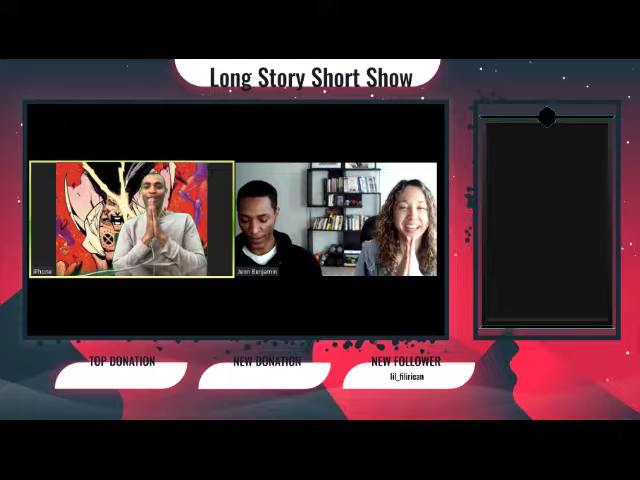 Long Story Short Show
iPhone
Jenn Benjamin
TOP DONATION
NEW DONATION
NEW FOLLOWER
lil_filirican